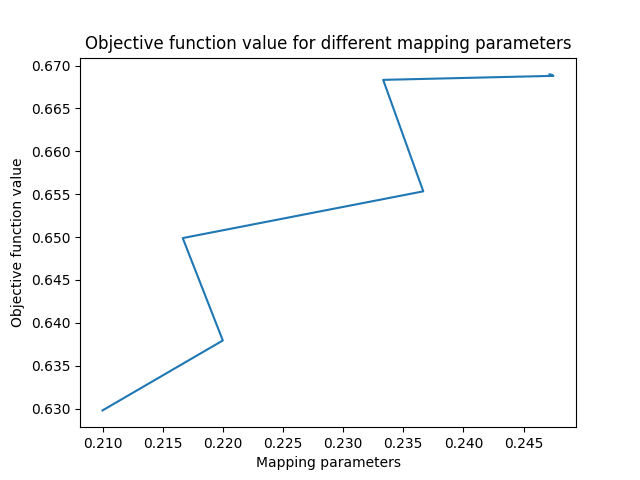 Objective function value for different mapping parameters
0.670
0.665
0.660
0.655
0.650
0.645
0.640
0.635
0.630
Objective function value
0.210 0.215 0.220 0.225 0.230 0.235 0.240 0.245
Mapping parameters